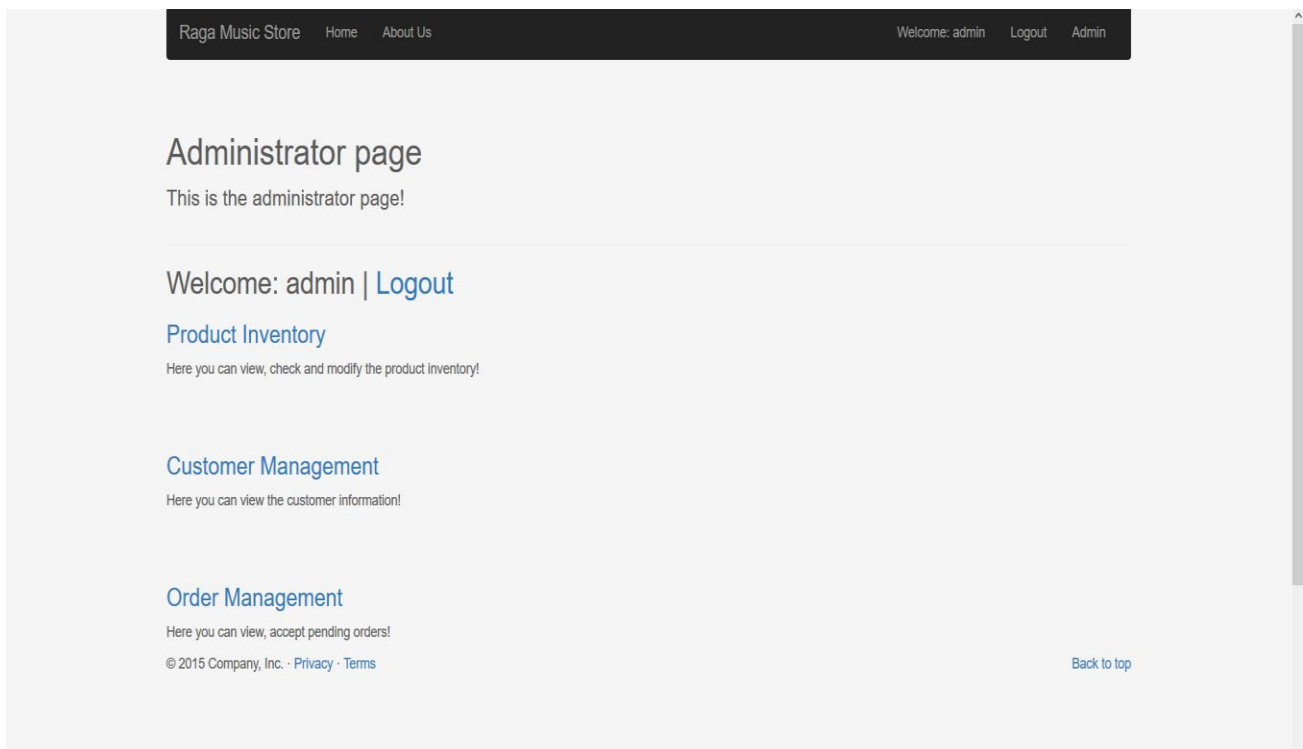 Raga Music Store Home About Us Welcome: admin Logout Admin
Administrator page
This is the administrator page!
Welcome: admin | Logout
Product Inventory
Here you can view, check and modify the product inventory!
Customer Management
Here you can view the customer information!
Order Management
Here you can view, accept pending orders!
© 2015 Company, Inc. · Privacy · Terms Back to top